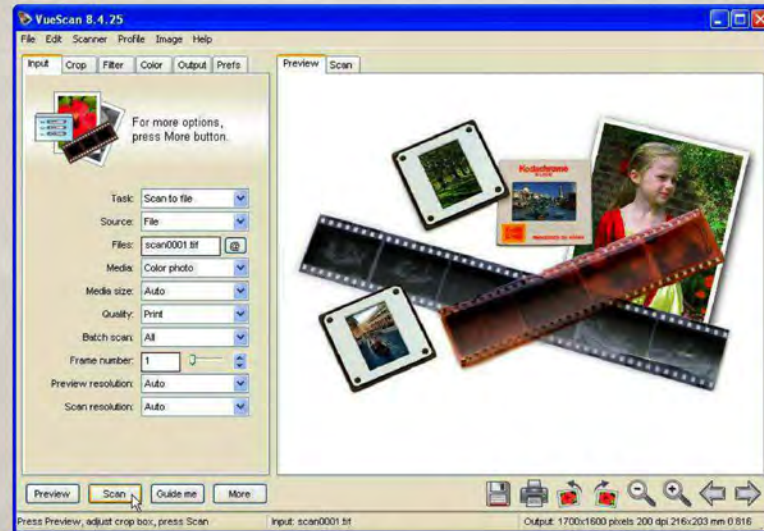 VueScan 8.4.25
File Edit Scanner Profile Image Help
Input Crop Filter Color Output Prefs
Preview Scan
For more options,
press More button.
Task: Scan to file
Source: File
Files: scan0001.tif @
Media: Color photo
Media size: Auto
Quality: Print
Batch scan: All
Frame number: 1
Preview resolution: Auto
Scan resolution: Auto
Kodachrome
Preview Scan Guide me More
Press Preview, adjust crop box, press Scan
Input: scan0001.tif
Output: 1700x1600 pixels 200 dpi 216x203 mm 0.816